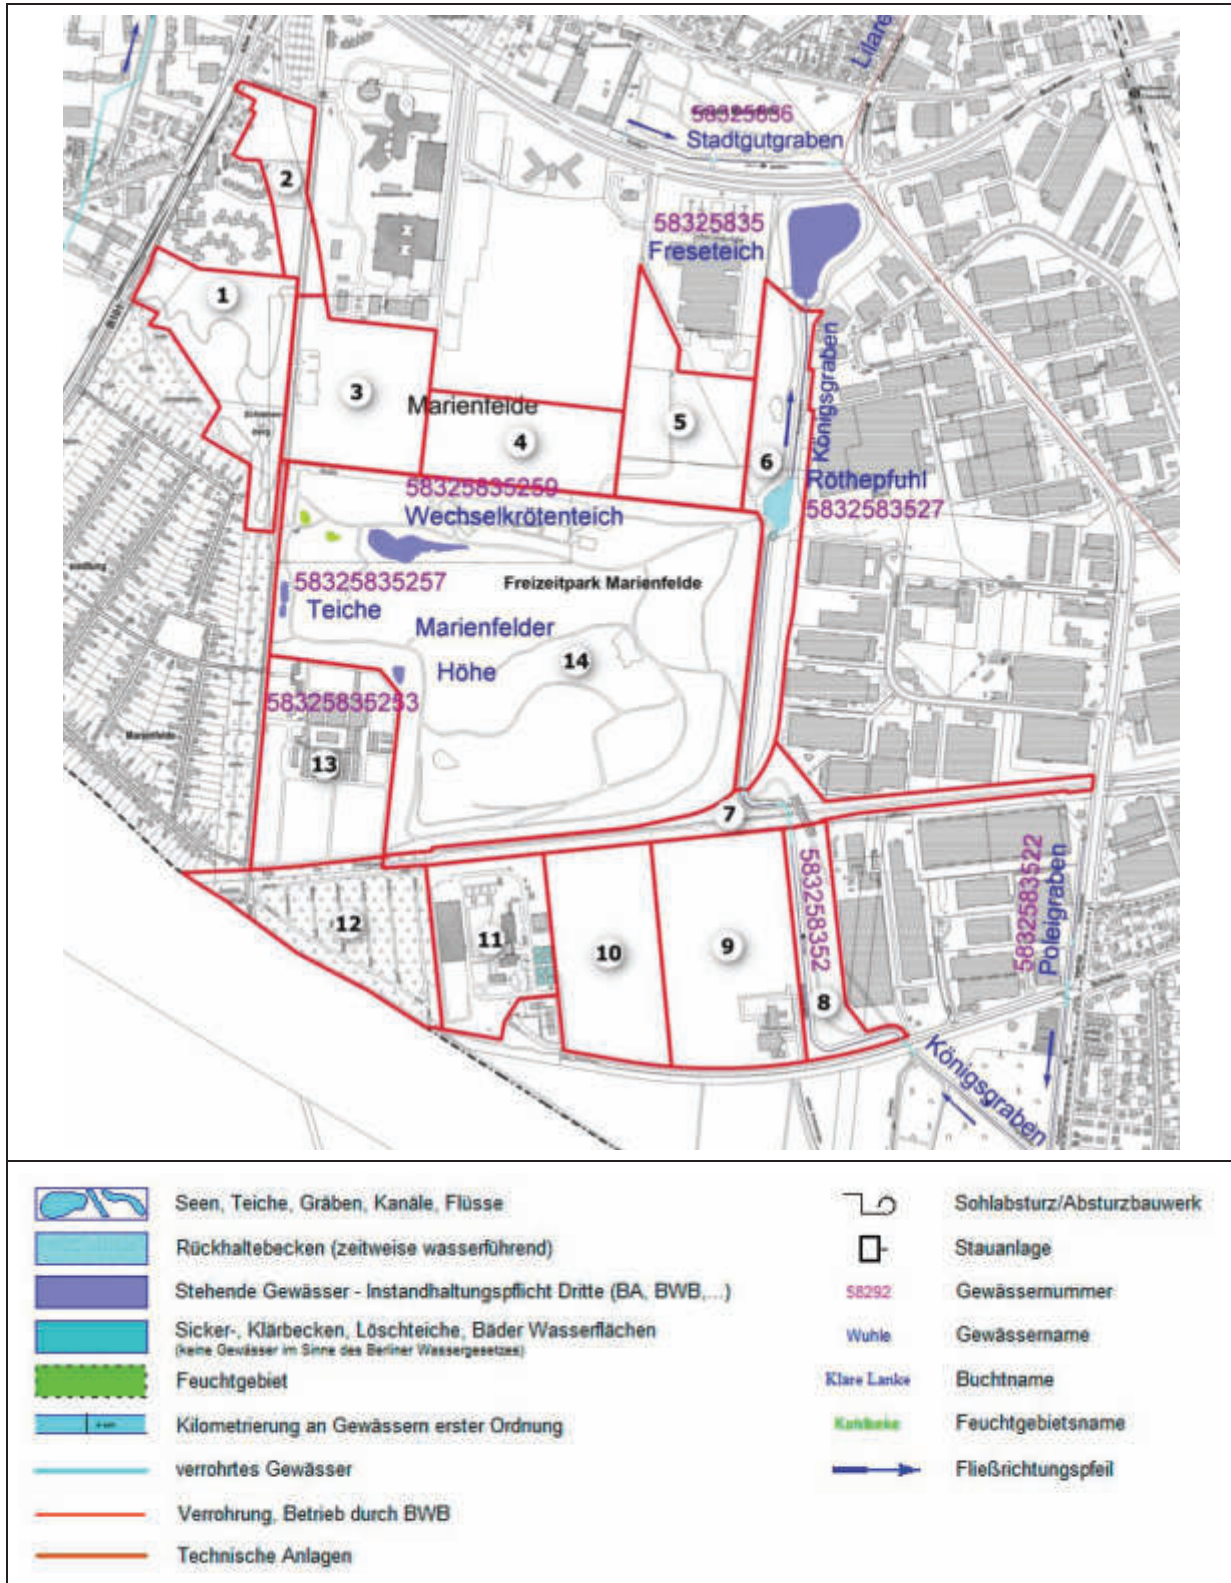 Lilare
58325836
Stadtgutgraben
2
58325835
Freseteich
1
B101
3
Marienfelde
4
5
6
Königsgraben
58325835259
Wechselkrötenteich
Röthepfuhl
5832583527
Freizeitpark Marienfelde
58325835257
Teiche
Marienfelder
Höhe
14
58325835253
Marienfelde
13
7
583258352
5832583522
Poleigraben
12
11
10
9
8
Königsgraben
Seen, Teiche, Gräben, Kanäle, Flüsse
Rückhaltebecken (zeitweise wasserführend)
Stehende Gewässer - Instandhaltungspflicht Dritte (BA, BWB,...)
Sicker-, Klärbecken, Löschteiche, Bäder Wasserflächen
(keine Gewässer im Sinne des Berliner Wassergesetzes)
Feuchtgebiet
Kilometrierung an Gewässern erster Ordnung
verrohrtes Gewässer
Verrohrung, Betrieb durch BWB
Technische Anlagen
Sohlabsturz/Absturzbauwerk
Stauanlage
58292 Gewässernummer
Wuhle Gewässername
Klare Lanke Buchtname
Feuchtgebietsname
Fließrichtungspfeil